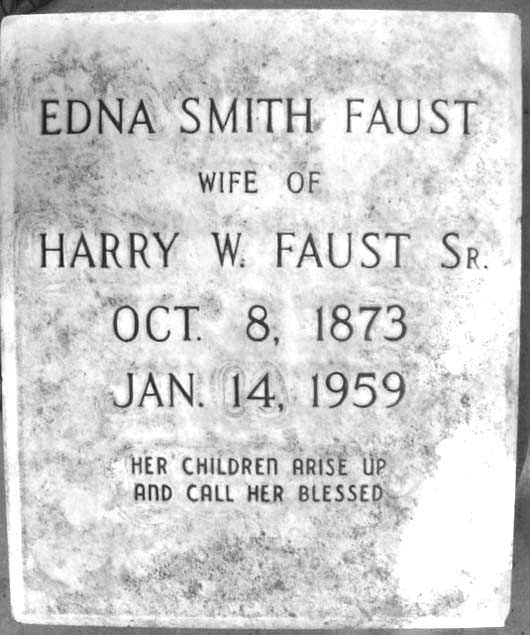 EDNA SMITH FAUST
WIFE OF
HARRY W. FAUST SR.
OCT. 8, 1873
JAN. 14, 1959
HER CHILDREN ARISE UP
AND CALL HER BLESSED